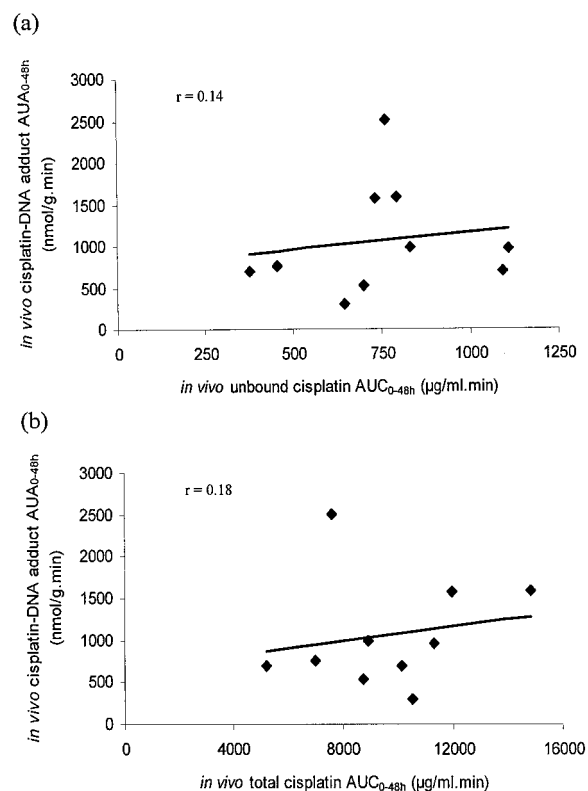 (a)
in vivo cisplatin-DNA adduct AUA0-48h
(nmol/g.min)
3000
2500
2000
1500
1000
500
0
r = 0.14
0
250
500
750
1000
1250
in vivo unbound cisplatin AUC0-48h (µg/ml.min)
(b)
in vivo cisplatin-DNA adduct AUA0-48h
(nmol/g.min)
3000
2500
2000
1500
1000
500
0
r = 0.18
0
4000
8000
12000
16000
in vivo total cisplatin AUC0-48h (µg/ml.min)